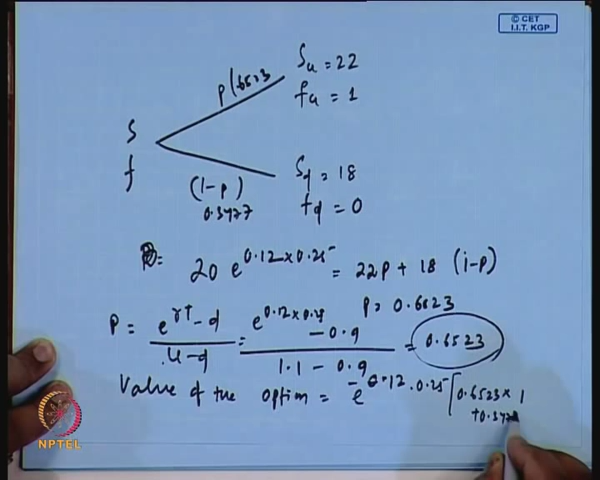 © CET
I.I.T. KGP
p/.6523
Su = 22
fu = 1
S
f
(1-p)
0.3477
Sd = 18
fd = 0
20 e^0.12×0.25 = 22p + 18 (1-p)
p = 0.6523
P = e^rT - d / u - d = e^0.12×0.25 - 0.9 / 1.1 - 0.9 = 0.6523
Value of the option = e^-0.12×0.25 [0.6523 × 1
+0.347
NPTEL